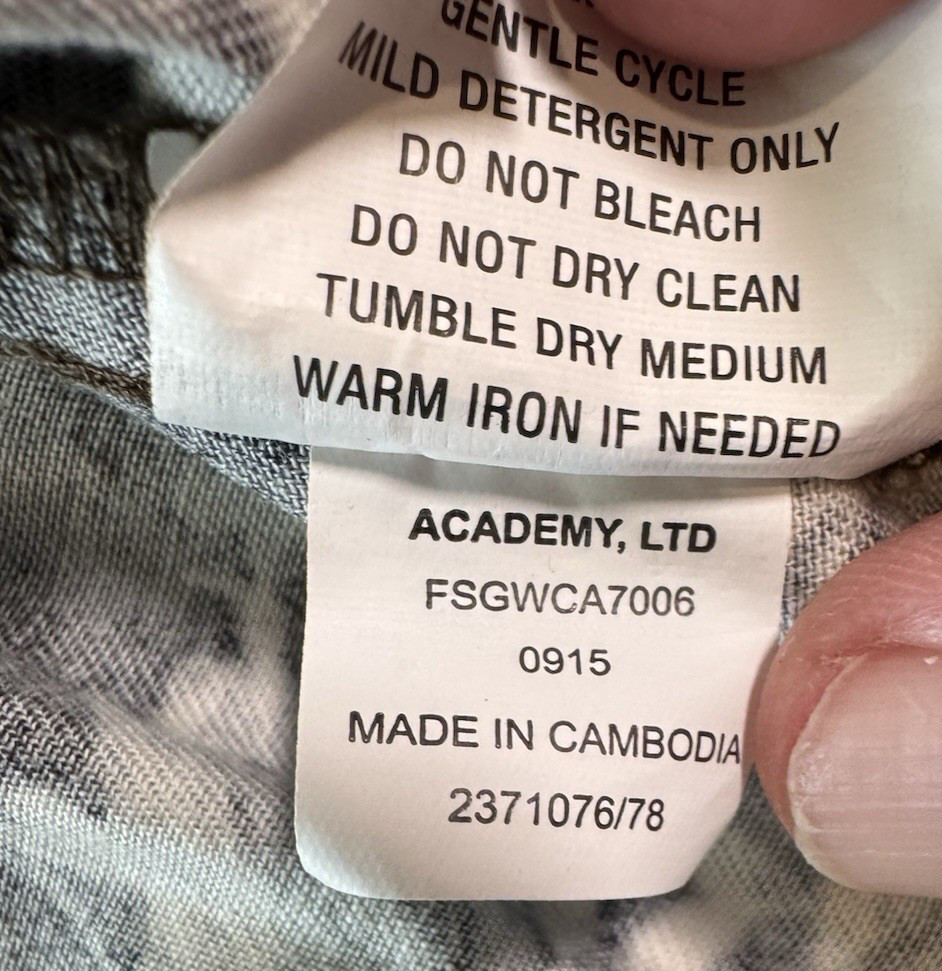 GENTLE CYCLE
MILD DETERGENT ONLY
DO NOT BLEACH
DO NOT DRY CLEAN
TUMBLE DRY MEDIUM
WARM IRON IF NEEDED
ACADEMY, LTD
FSGWCA7006
0915
MADE IN CAMBODIA
2371076/78